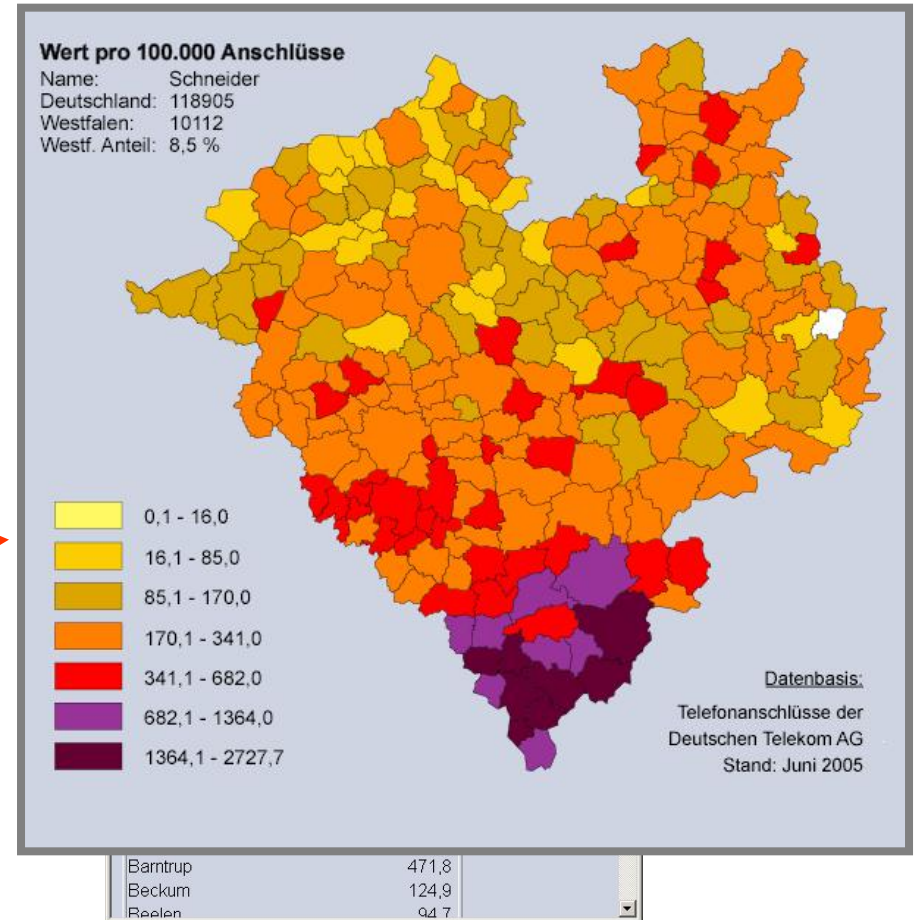 Wert pro 100.000 Anschlüsse
Name: Schneider
Deutschland: 118905
Westfalen: 10112
Westf. Anteil: 8,5 %
0,1 - 16,0
16,1 - 85,0
85,1 - 170,0
170,1 - 341,0
341,1 - 682,0
682,1 - 1364,0
1364,1 - 2727,7
Datenbasis:
Telefonanschlüsse der
Deutschen Telekom AG
Stand: Juni 2005
Barntrup 471,8
Beckum 124,9
Beelen 94,7